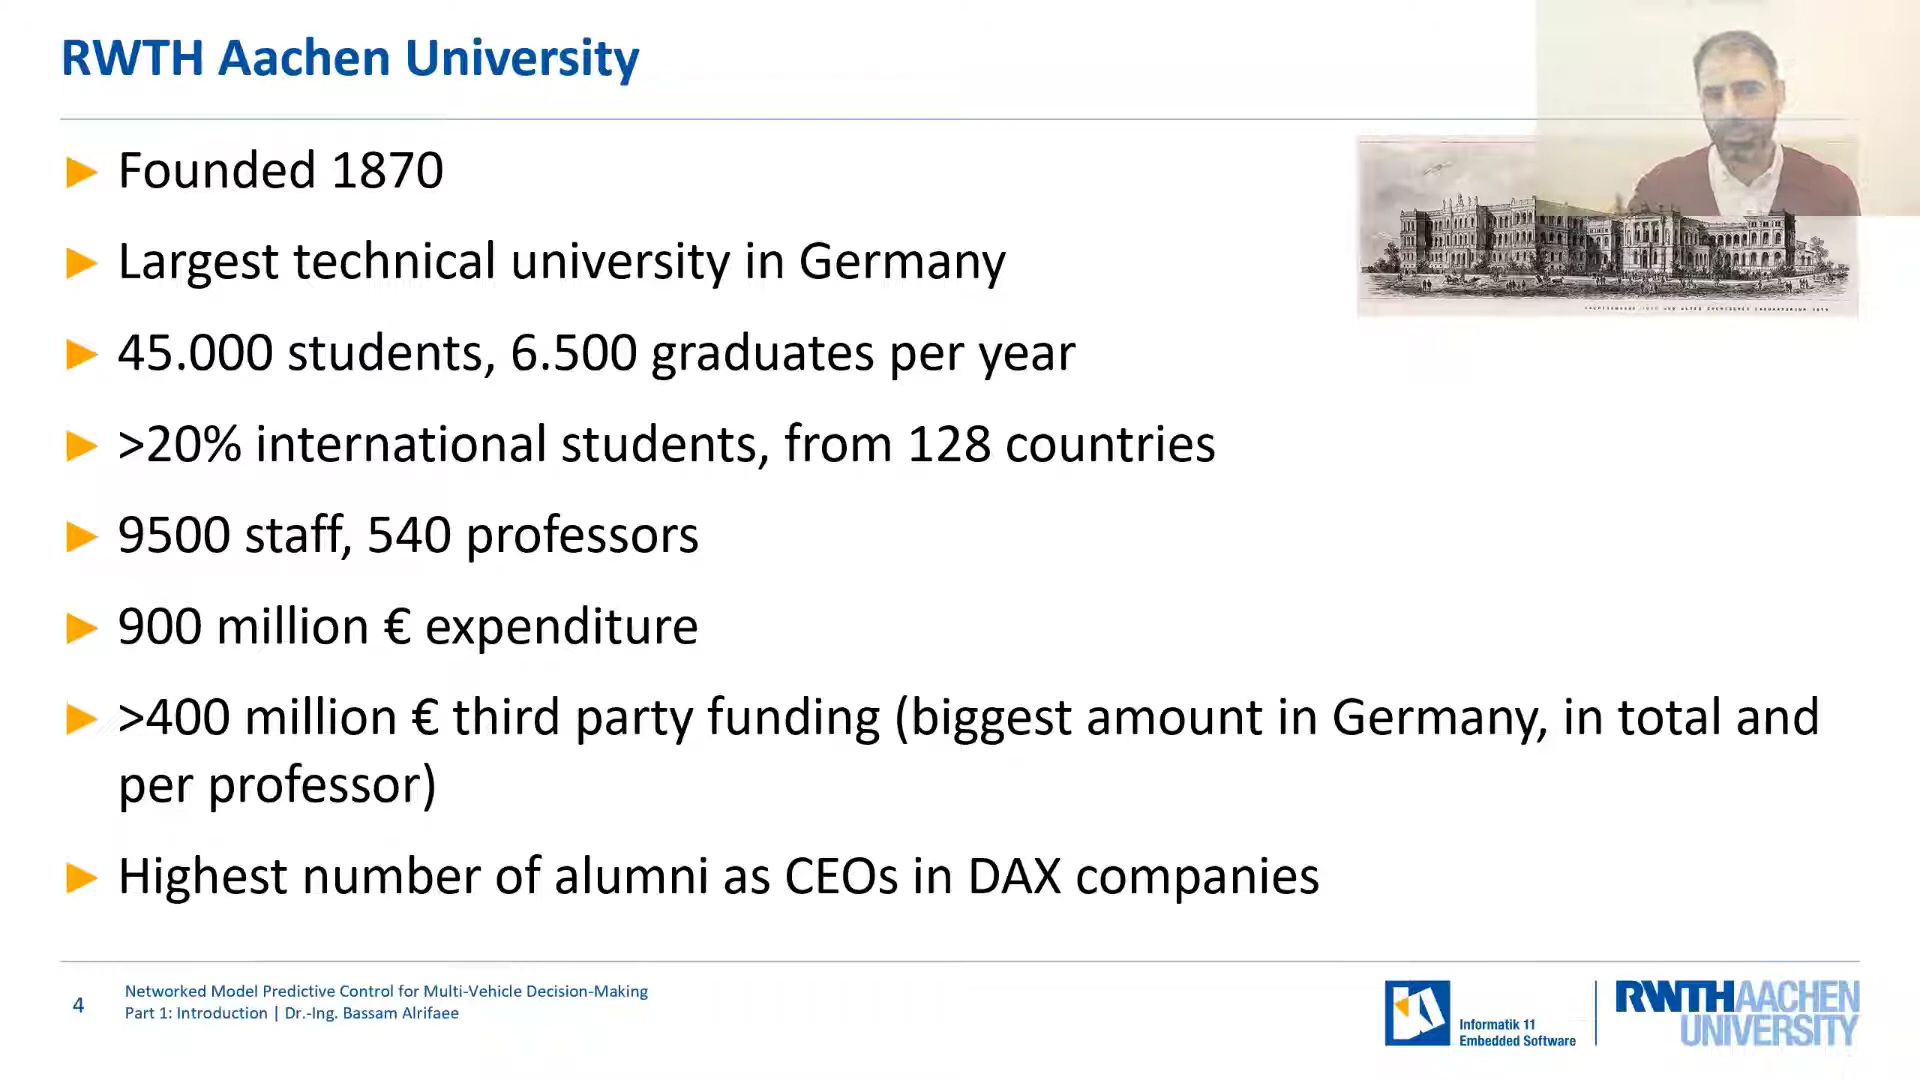 RWTH Aachen University
Founded 1870
Largest technical university in Germany
45.000 students, 6.500 graduates per year
>20% international students, from 128 countries
9500 staff, 540 professors
900 million € expenditure
>400 million € third party funding (biggest amount in Germany, in total and
per professor)
Highest number of alumni as CEOs in DAX companies
4
Networked Model Predictive Control for Multi-Vehicle Decision-Making
Part 1: Introduction | Dr.-Ing. Bassam Alrifaee
Informatik 11
Embedded Software
RWTHAACHEN
UNIVERSITY